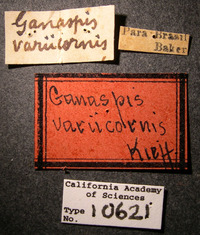 Ganaspis
variicornis
Para Brasil
Baker
Ganaspis
variicornis
Kieff
California Academy
of Sciences
Type
No. 10621